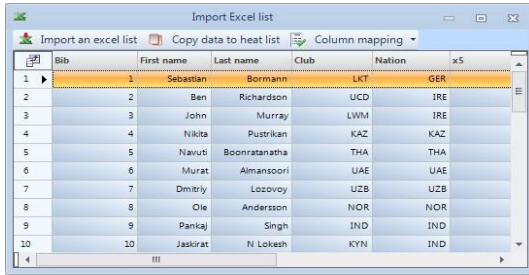 Import Excel list
Import an excel list Copy data to heat list Column mapping
Bib First name Last name Club Nation x5
1 1 Sebastian Bormann LKT GER
2 2 Ben Richardson UCD IRE
3 3 John Murray LWM IRE
4 4 Nikita Pustrikan KAZ KAZ
5 5 Navuti Boonratanatha THA THA
6 6 Murat Almansoori UAE UAE
7 7 Dmitriy Lozovoy UZB UZB
8 8 Ole Andersson NOR NOR
9 9 Pankaj Singh IND IND
10 10 Jaskirat N Lokesh KYN IND